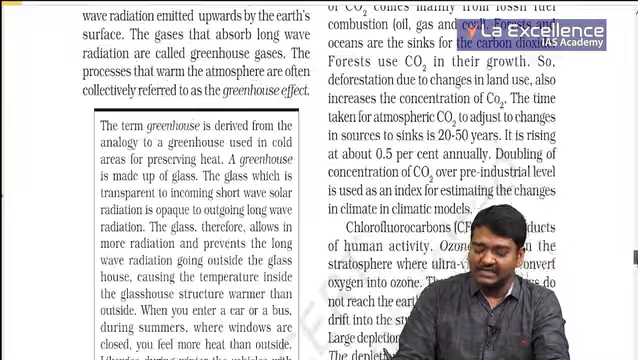 wave radiation emitted upwards by the earth's
surface. The gases that absorb long wave
radiation are called greenhouse gases. The
processes that warm the atmosphere are often
collectively referred to as the greenhouse effect.
The term greenhouse is derived from the
analogy to a greenhouse used in cold
areas for preserving heat. A greenhouse
is made up of glass. The glass which is
transparent to incoming short wave solar
radiation is opaque to outgoing long wave
radiation. The glass, therefore, allows in
more radiation and prevents the long
wave radiation going outside the glass
house, causing the temperature inside
the glasshouse structure warmer than
outside. When you enter a car or a bus,
during summers, where windows are
closed, you feel more heat than outside.
Likewise during winter the vehicles with
of CO2 comes mainly from fossil fuel
combustion (oil, gas and coal). Forests and
oceans are the sinks for the carbon dioxide.
Forests use CO2 in their growth. So,
deforestation due to changes in land use, also
increases the concentration of Co2. The time
taken for atmospheric CO2 to adjust to changes
in sources to sinks is 20-50 years. It is rising
at about 0.5 per cent annually. Doubling of
concentration of CO2 over pre-industrial level
is used as an index for estimating the changes
in climate in climatic models.
Chlorofluorocarbons (CF
of human activity. Ozone the
stratosphere where convert
oxygen into ozone. do
not reach the
drift into the
Large depletion
The
La Excellence
IAS Academy